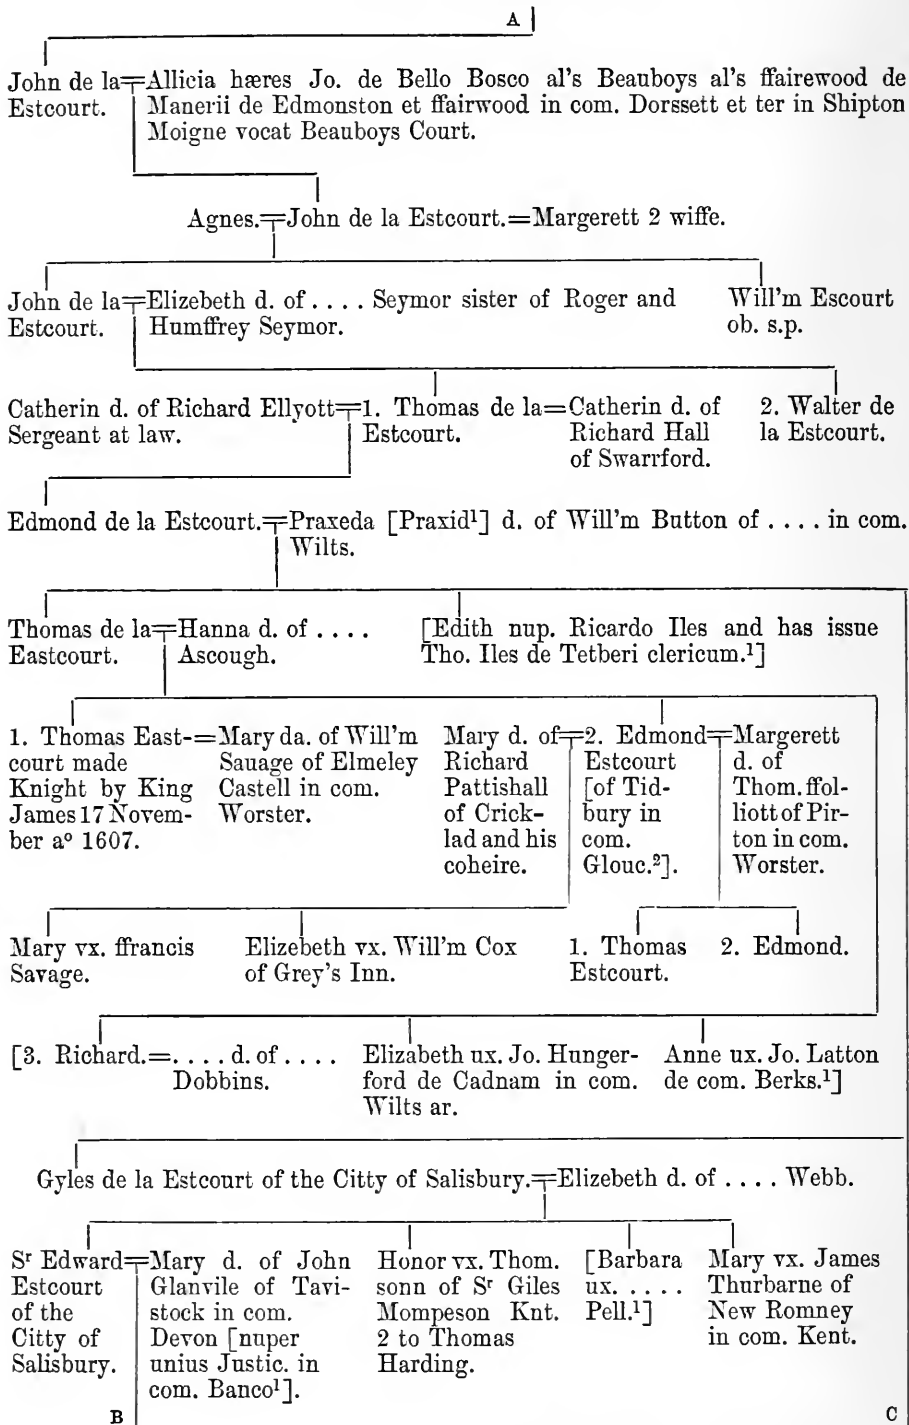 A
John de la=Allicia hæres Jo. de Bello Bosco al's Beauboys al's ffairewood de
Estcourt. Manerii de Edmonston et ffairwood in com. Dorssett et ter in Shipton
Moigne vocat Beauboys Court.
Agnes.=John de la Estcourt.=Margerett 2 wiffe.
John de la=Elizebeth d. of . . . . Seymor sister of Roger and
Estcourt. Humffrey Seymor.
Will'm Escourt
ob. s.p.
Catherin d. of Richard Ellyott=1. Thomas de la=Catherin d. of
Sergeant at law. Estcourt. Richard Hall
of Swarrford.
2. Walter de
la Estcourt.
Edmond de la Estcourt.=Praxeda [Praxid¹] d. of Will'm Button of . . . . in com.
Wilts.
Thomas de la=Hanna d. of . . . .
Eastcourt. Ascough.
[Edith nup. Ricardo Iles and has issue
Tho. Iles de Tetberi clericum.¹]
1. Thomas East-=Mary da. of Will'm
court made Sauage of Elmeley
Knight by King Castell in com.
James 17 Novem- Worster.
ber aº 1607.
Mary d. of=2. Edmond=Margerett
Richard Estcourt d. of
Pattishall [of Tid- Thom. ffol-
of Crick- bury in liott of Pir-
lad and his com. ton in com.
coheire. Glouc.²]. Worster.
Mary vx. ffrancis
Savage.
Elizebeth vx. Will'm Cox
of Grey's Inn.
1. Thomas
Estcourt.
2. Edmond.
[3. Richard.=. . . . d. of . . . .
Dobbins.
Elizabeth ux. Jo. Hunger-
ford de Cadnam in com.
Wilts ar.
Anne ux. Jo. Latton
de com. Berks.¹]
Gyles de la Estcourt of the Citty of Salisbury.=Elizebeth d. of . . . . Webb.
Sʳ Edward=Mary d. of John
Estcourt Glanvile of Tavi-
of the stock in com.
Citty of Devon [nuper
Salisbury. unius Justic. in
com. Banco¹].
Honor vx. Thom.
sonn of Sʳ Giles
Mompeson Knt.
2 to Thomas
Harding.
[Barbara
ux. . . . . .
Pell.¹]
Mary vx. James
Thurbarne of
New Romney
in com. Kent.
B
C